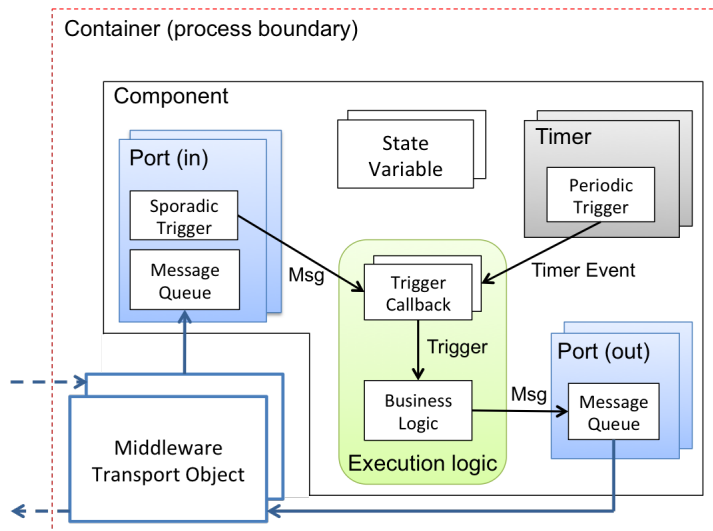 Container (process boundary)
Component
Port (in)
Sporadic
Trigger
Message
Queue
State
Variable
Timer
Periodic
Trigger
Msg
Timer Event
Trigger
Callback
Trigger
Business
Logic
Execution logic
Msg
Port (out)
Message
Queue
Middleware
Transport Object